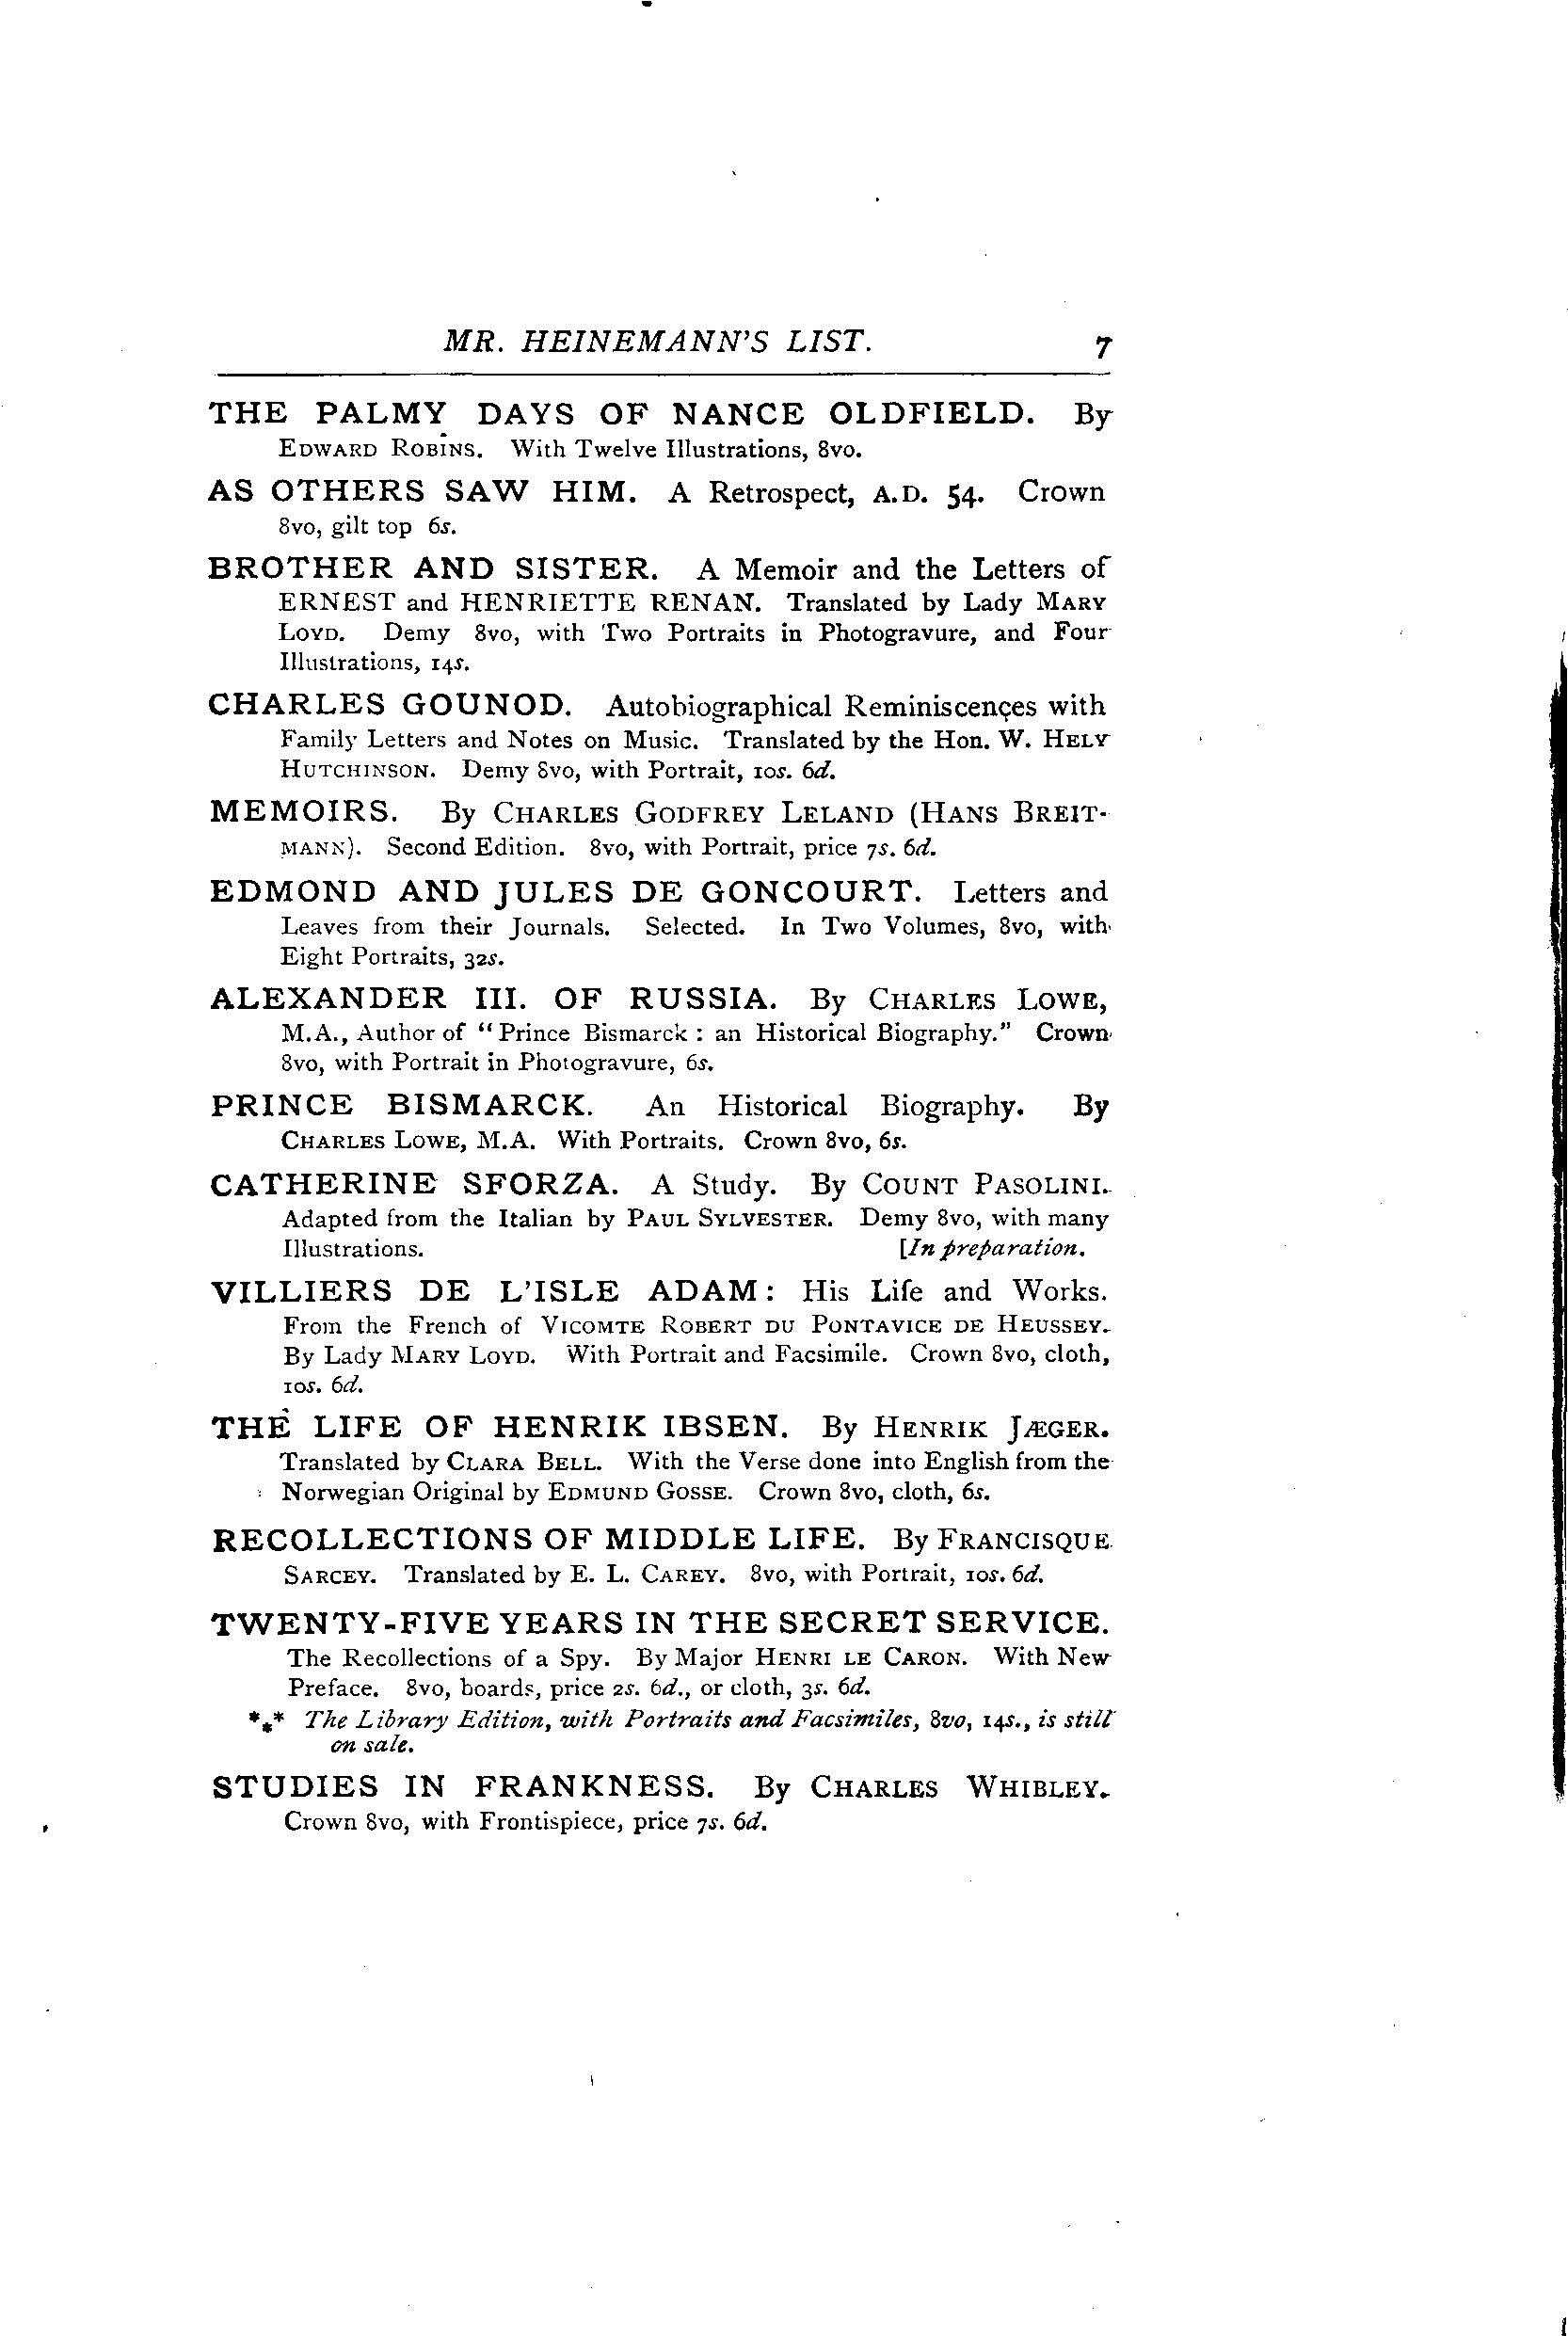 MR. HEINEMANN'S LIST. 7
THE PALMY DAYS OF NANCE OLDFIELD. By
EDWARD ROBINS. With Twelve Illustrations, 8vo.
AS OTHERS SAW HIM. A Retrospect, A.D. 54. Crown
8vo, gilt top 6s.
BROTHER AND SISTER. A Memoir and the Letters of
ERNEST and HENRIETTE RENAN. Translated by Lady MARY
LOYD. Demy 8vo, with Two Portraits in Photogravure, and Four
Illustrations, 14s.
CHARLES GOUNOD. Autobiographical Reminiscences with
Family Letters and Notes on Music. Translated by the Hon. W. HELY
HUTCHINSON. Demy 8vo, with Portrait, 10s. 6d.
MEMOIRS. By CHARLES GODFREY LELAND (HANS BREIT-
MANN). Second Edition. 8vo, with Portrait, price 7s. 6d.
EDMOND AND JULES DE GONCOURT. Letters and
Leaves from their Journals. Selected. In Two Volumes, 8vo, with
Eight Portraits, 32s.
ALEXANDER III. OF RUSSIA. By CHARLES LOWE,
M.A., Author of "Prince Bismarck : an Historical Biography." Crown
8vo, with Portrait in Photogravure, 6s.
PRINCE BISMARCK. An Historical Biography. By
CHARLES LOWE, M.A. With Portraits. Crown 8vo, 6s.
CATHERINE SFORZA. A Study. By COUNT PASOLINI.
Adapted from the Italian by PAUL SYLVESTER. Demy 8vo, with many
Illustrations. [In preparation.
VILLIERS DE L'ISLE ADAM: His Life and Works.
From the French of VICOMTE ROBERT DU PONTAVICE DE HEUSSEY.
By Lady MARY LOYD. With Portrait and Facsimile. Crown 8vo, cloth,
10s. 6d.
THE LIFE OF HENRIK IBSEN. By HENRIK JÆGER.
Translated by CLARA BELL. With the Verse done into English from the
Norwegian Original by EDMUND GOSSE. Crown 8vo, cloth, 6s.
RECOLLECTIONS OF MIDDLE LIFE. By FRANCISQUE
SARCEY. Translated by E. L. CAREY. 8vo, with Portrait, 10s. 6d.
TWENTY-FIVE YEARS IN THE SECRET SERVICE.
The Recollections of a Spy. By Major HENRI LE CARON. With New
Preface. 8vo, boards, price 2s. 6d., or cloth, 3s. 6d.
*** The Library Edition, with Portraits and Facsimiles, 8vo, 14s., is still
on sale.
STUDIES IN FRANKNESS. By CHARLES WHIBLEY.
Crown 8vo, with Frontispiece, price 7s. 6d.